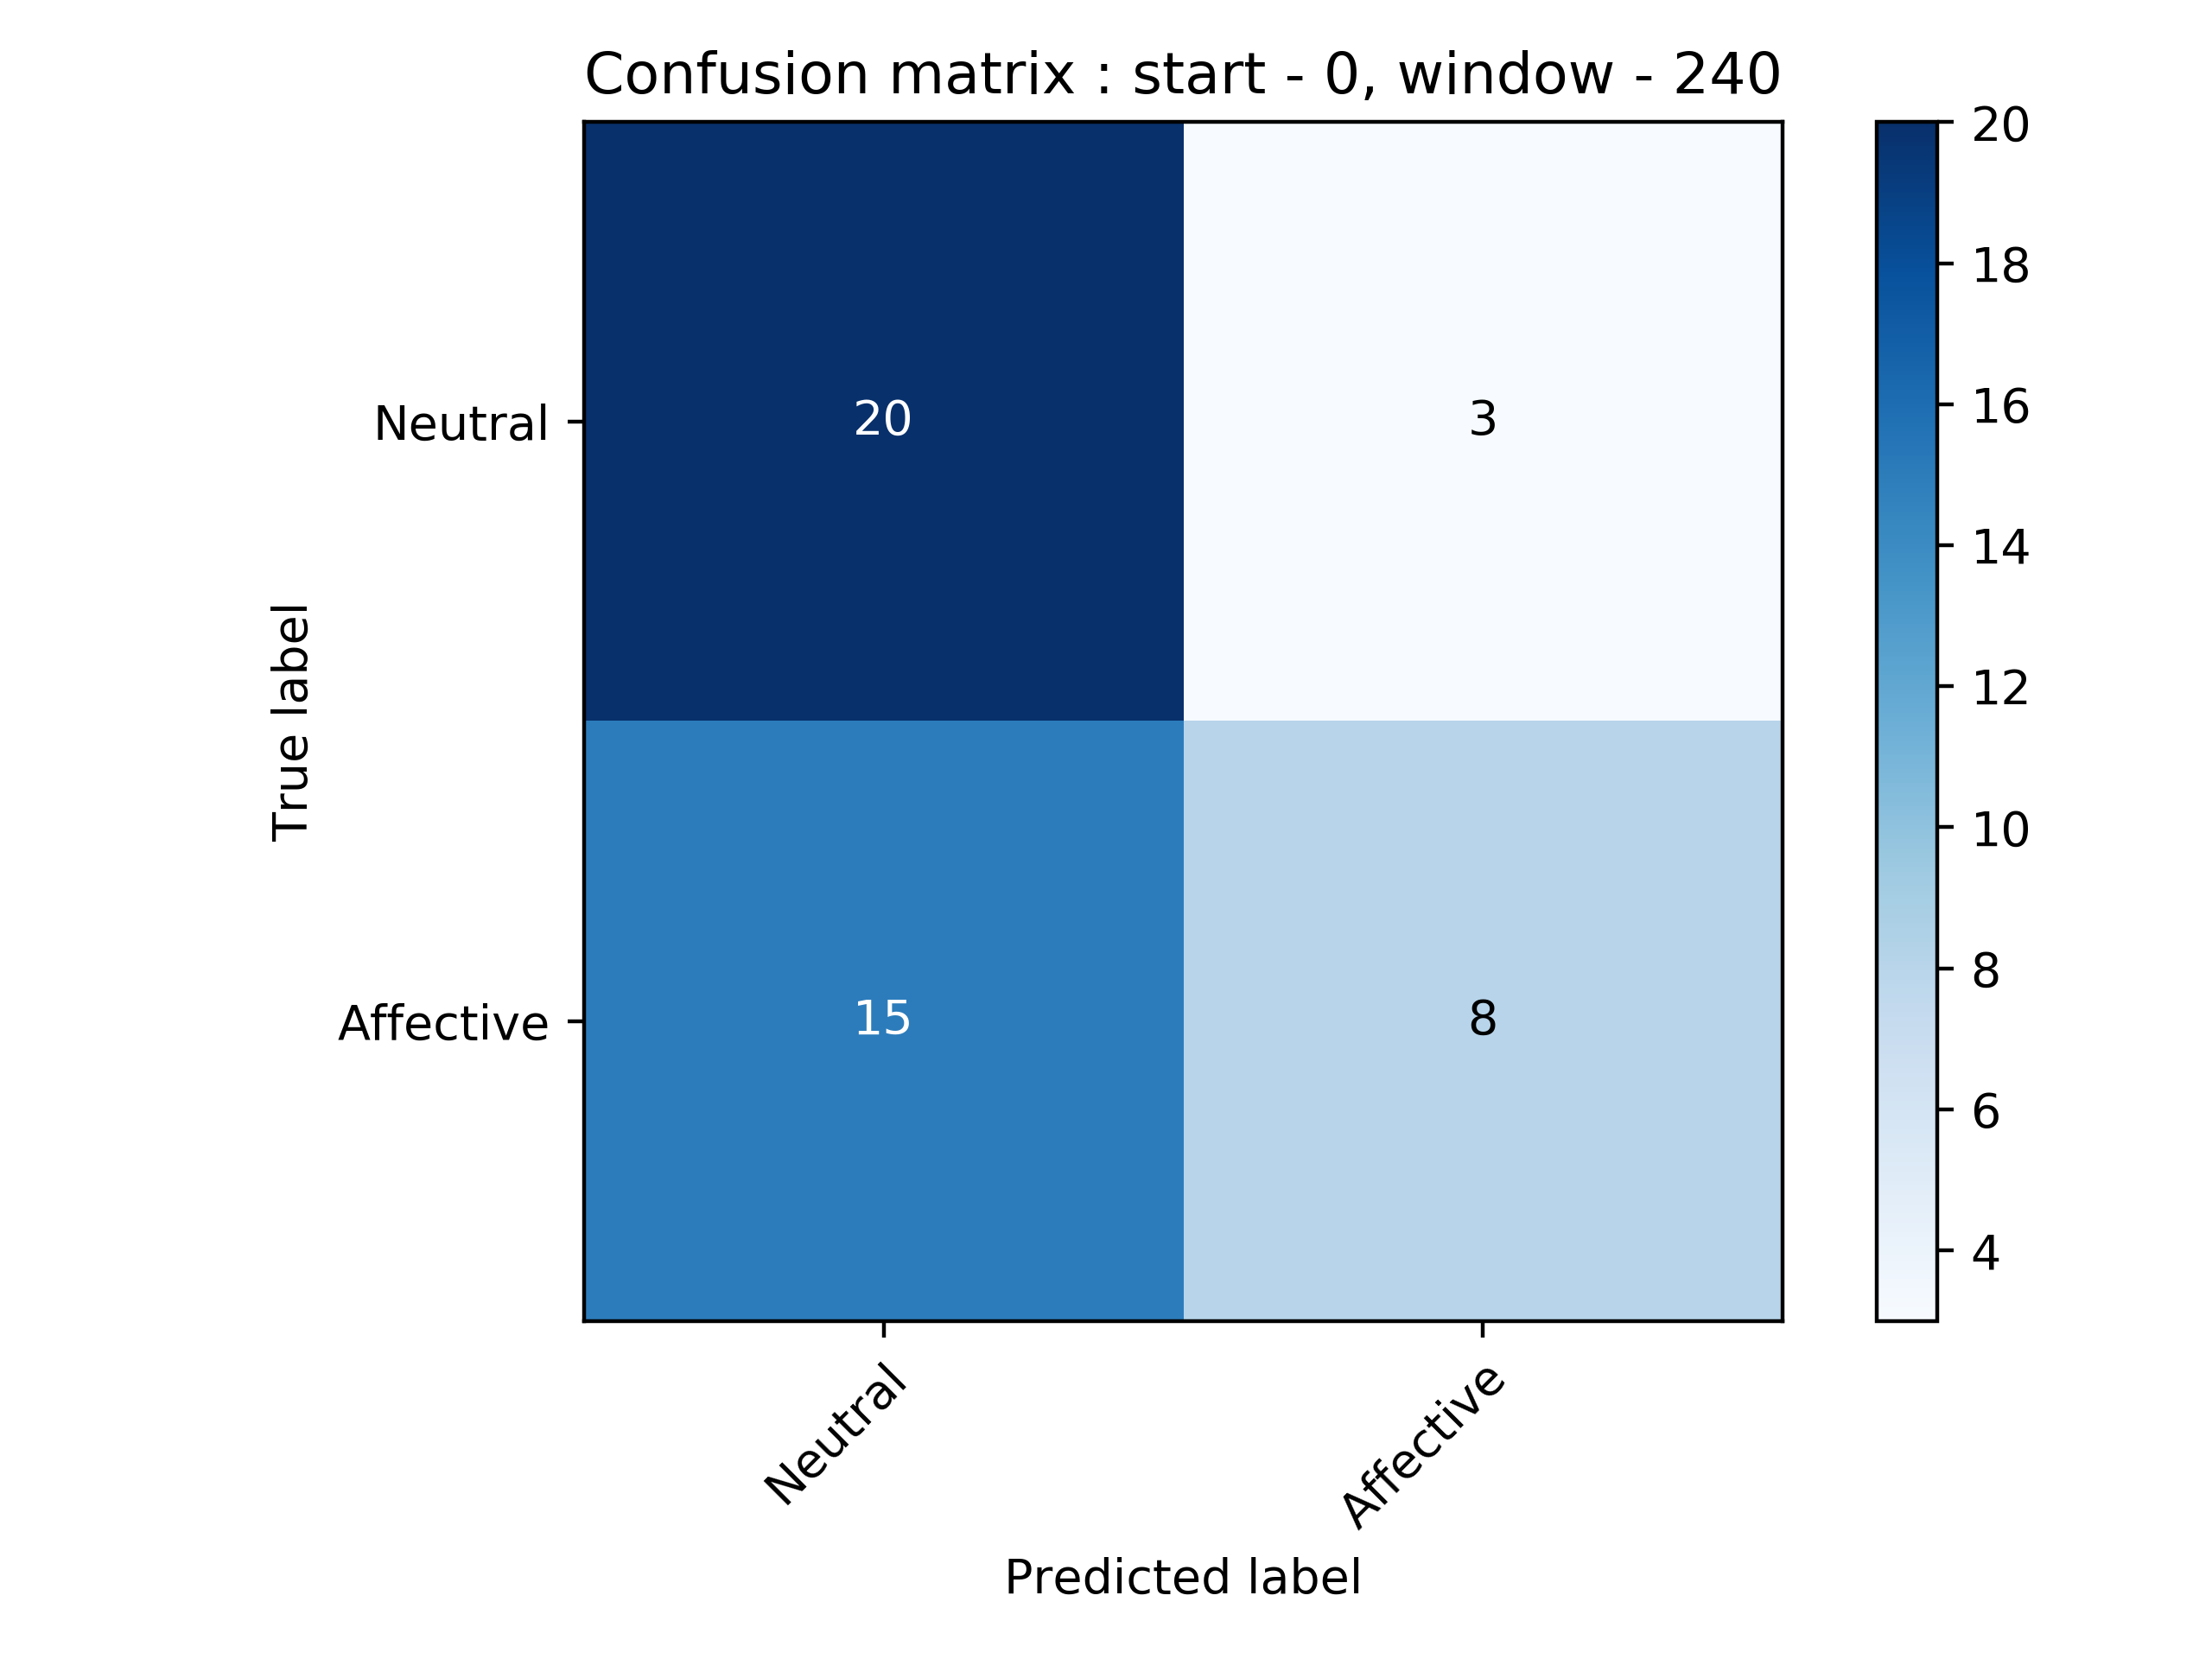 Confusion matrix : start - 0, window - 240
20
18
16
14
12
10
8
6
4
True label
Neutral
20
3
Affective
15
8
Neutral
Affective
Predicted label